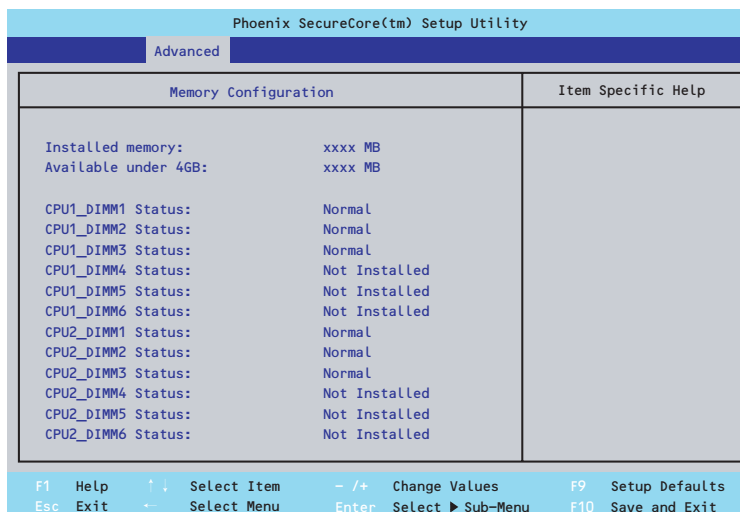 Phoenix SecureCore(tm) Setup Utility
Advanced
Memory Configuration
Item Specific Help
Installed memory: xxxx MB
Available under 4GB: xxxx MB
CPU1_DIMM1 Status: Normal
CPU1_DIMM2 Status: Normal
CPU1_DIMM3 Status: Normal
CPU1_DIMM4 Status: Not Installed
CPU1_DIMM5 Status: Not Installed
CPU1_DIMM6 Status: Not Installed
CPU2_DIMM1 Status: Normal
CPU2_DIMM2 Status: Normal
CPU2_DIMM3 Status: Normal
CPU2_DIMM4 Status: Not Installed
CPU2_DIMM5 Status: Not Installed
CPU2_DIMM6 Status: Not Installed
F1 Help ↑↓ Select Item -/+ Change Values F9 Setup Defaults
Esc Exit ← Select Menu Enter Select ▶ Sub-Menu F10 Save and Exit